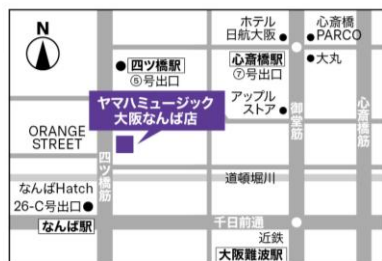 N
ホテル
日航大阪
心斎橋
PARCO
四ツ橋駅
⑤号出口
心斎橋駅
⑦号出口
大丸
ヤマハミュージック
大阪なんば店
アップル
ストア
ORANGE
STREET
四ツ橋筋
御堂筋
心斎橋筋
なんばHatch
26-C号出口
道頓堀川
なんば駅
千日前通
近鉄
大阪難波駅